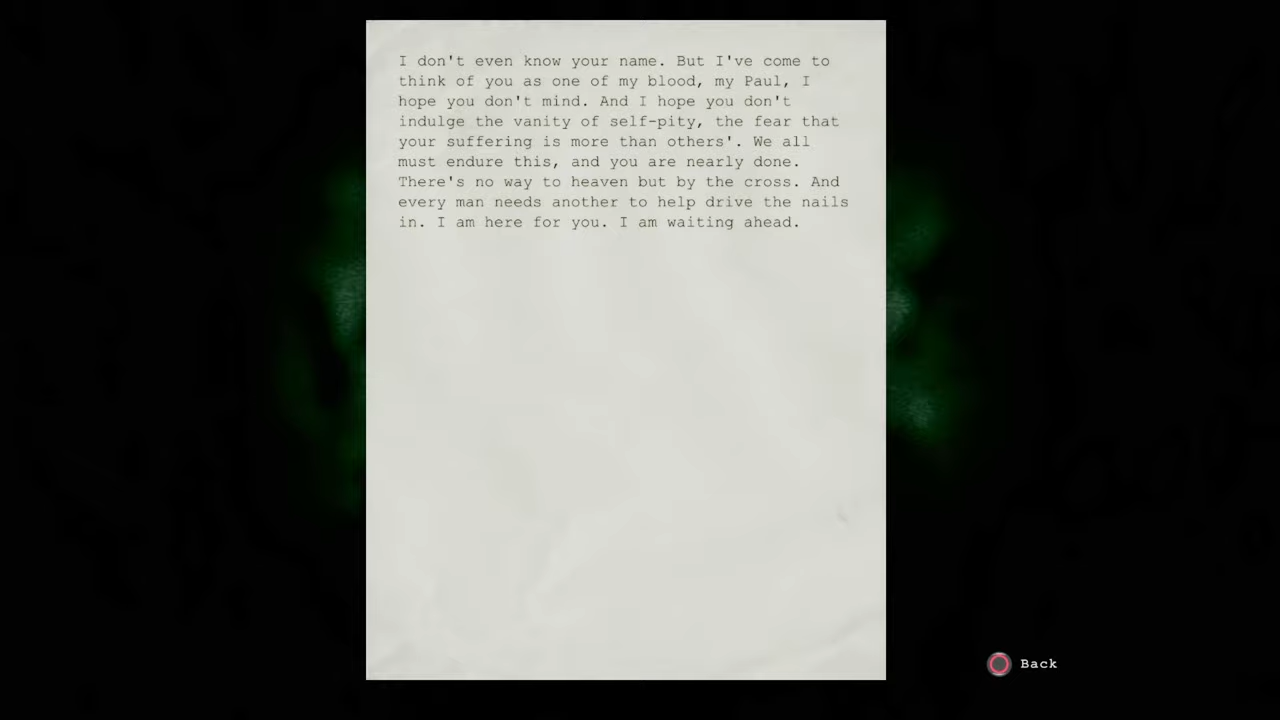 I don't even know your name. But I've come to
think of you as one of my blood, my Paul, I
hope you don't mind. And I hope you don't
indulge the vanity of self-pity, the fear that
your suffering is more than others'. We all
must endure this, and you are nearly done.
There's no way to heaven but by the cross. And
every man needs another to help drive the nails
in. I am here for you. I am waiting ahead.
Back